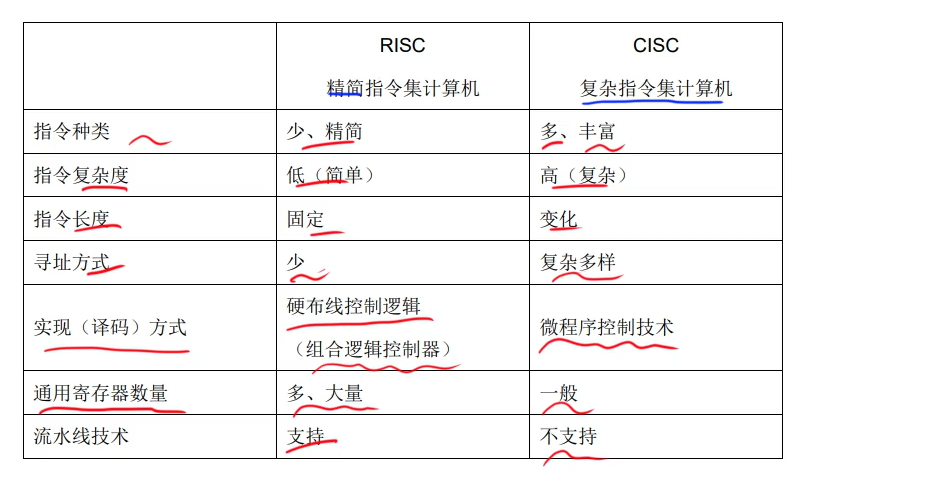 RISC
CISC
精简指令集计算机
复杂指令集计算机
指令种类
少、精简
多、丰富
指令复杂度
低（简单）
高（复杂）
指令长度
固定
变化
寻址方式
少
复杂多样
实现（译码）方式
硬布线控制逻辑
（组合逻辑控制器）
微程序控制技术
通用寄存器数量
多、大量
一般
流水线技术
支持
不支持